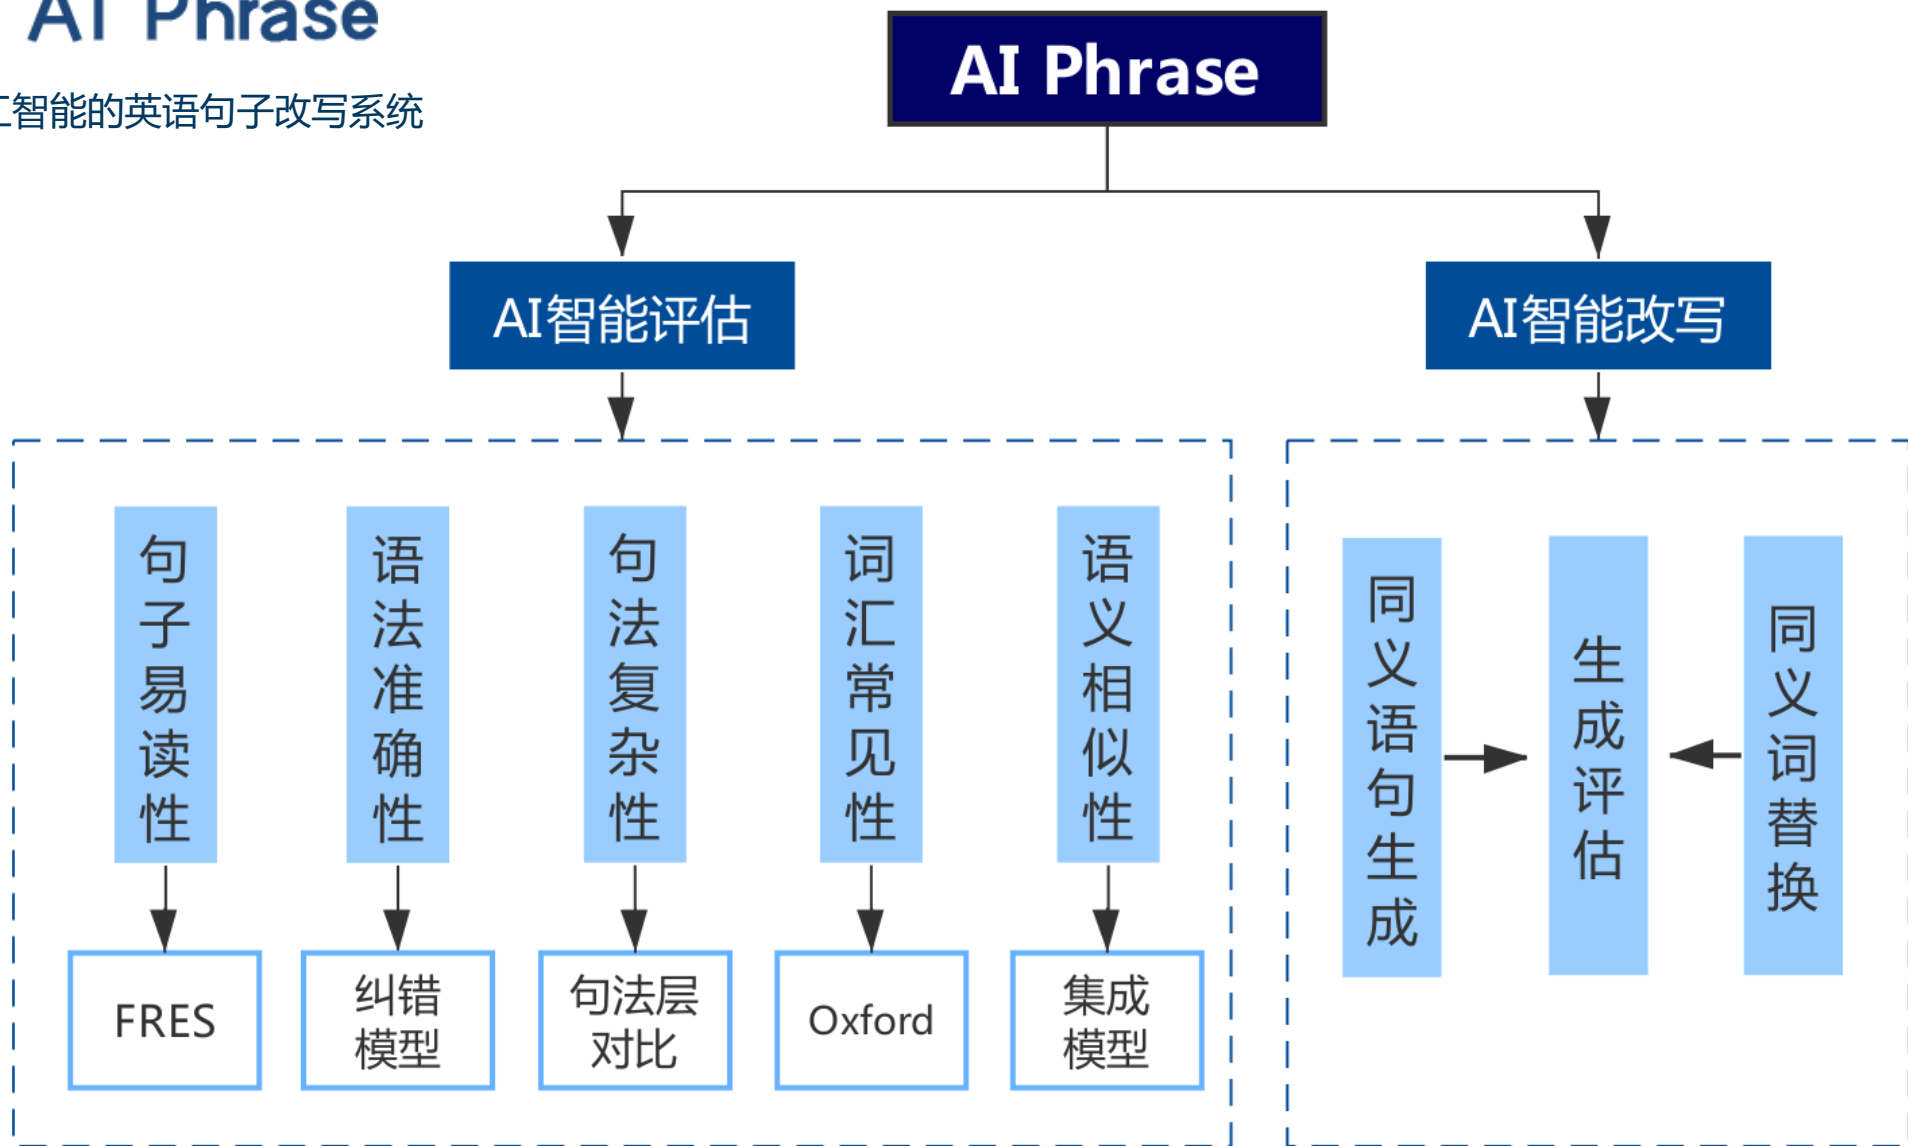 AI Phrase
工智能的英语句子改写系统
AI Phrase
AI智能评估
AI智能改写
句子易读性
语法准确性
句法复杂性
词汇常见性
语义相似性
同义语句生成
生成评估
同义词替换
FRES
纠错
模型
句法层
对比
Oxford
集成
模型